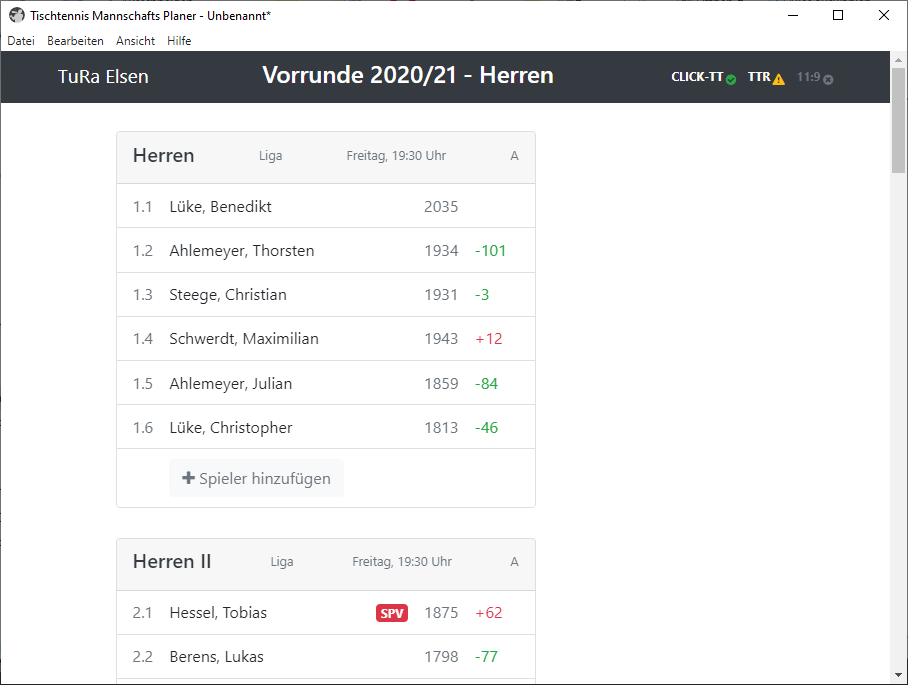 Tischtennis Mannschafts Planer - Unbenannt*
Datei Bearbeiten Ansicht Hilfe
TuRa Elsen Vorrunde 2020/21 - Herren CLICK-TT TTR 11:9
Herren Liga Freitag, 19:30 Uhr A
1.1 Lüke, Benedikt 2035
1.2 Ahlemeyer, Thorsten 1934 -101
1.3 Steege, Christian 1931 -3
1.4 Schwerdt, Maximilian 1943 +12
1.5 Ahlemeyer, Julian 1859 -84
1.6 Lüke, Christopher 1813 -46
Spieler hinzufügen
Herren II Liga Freitag, 19:30 Uhr A
2.1 Hessel, Tobias SPV 1875 +62
2.2 Berens, Lukas 1798 -77